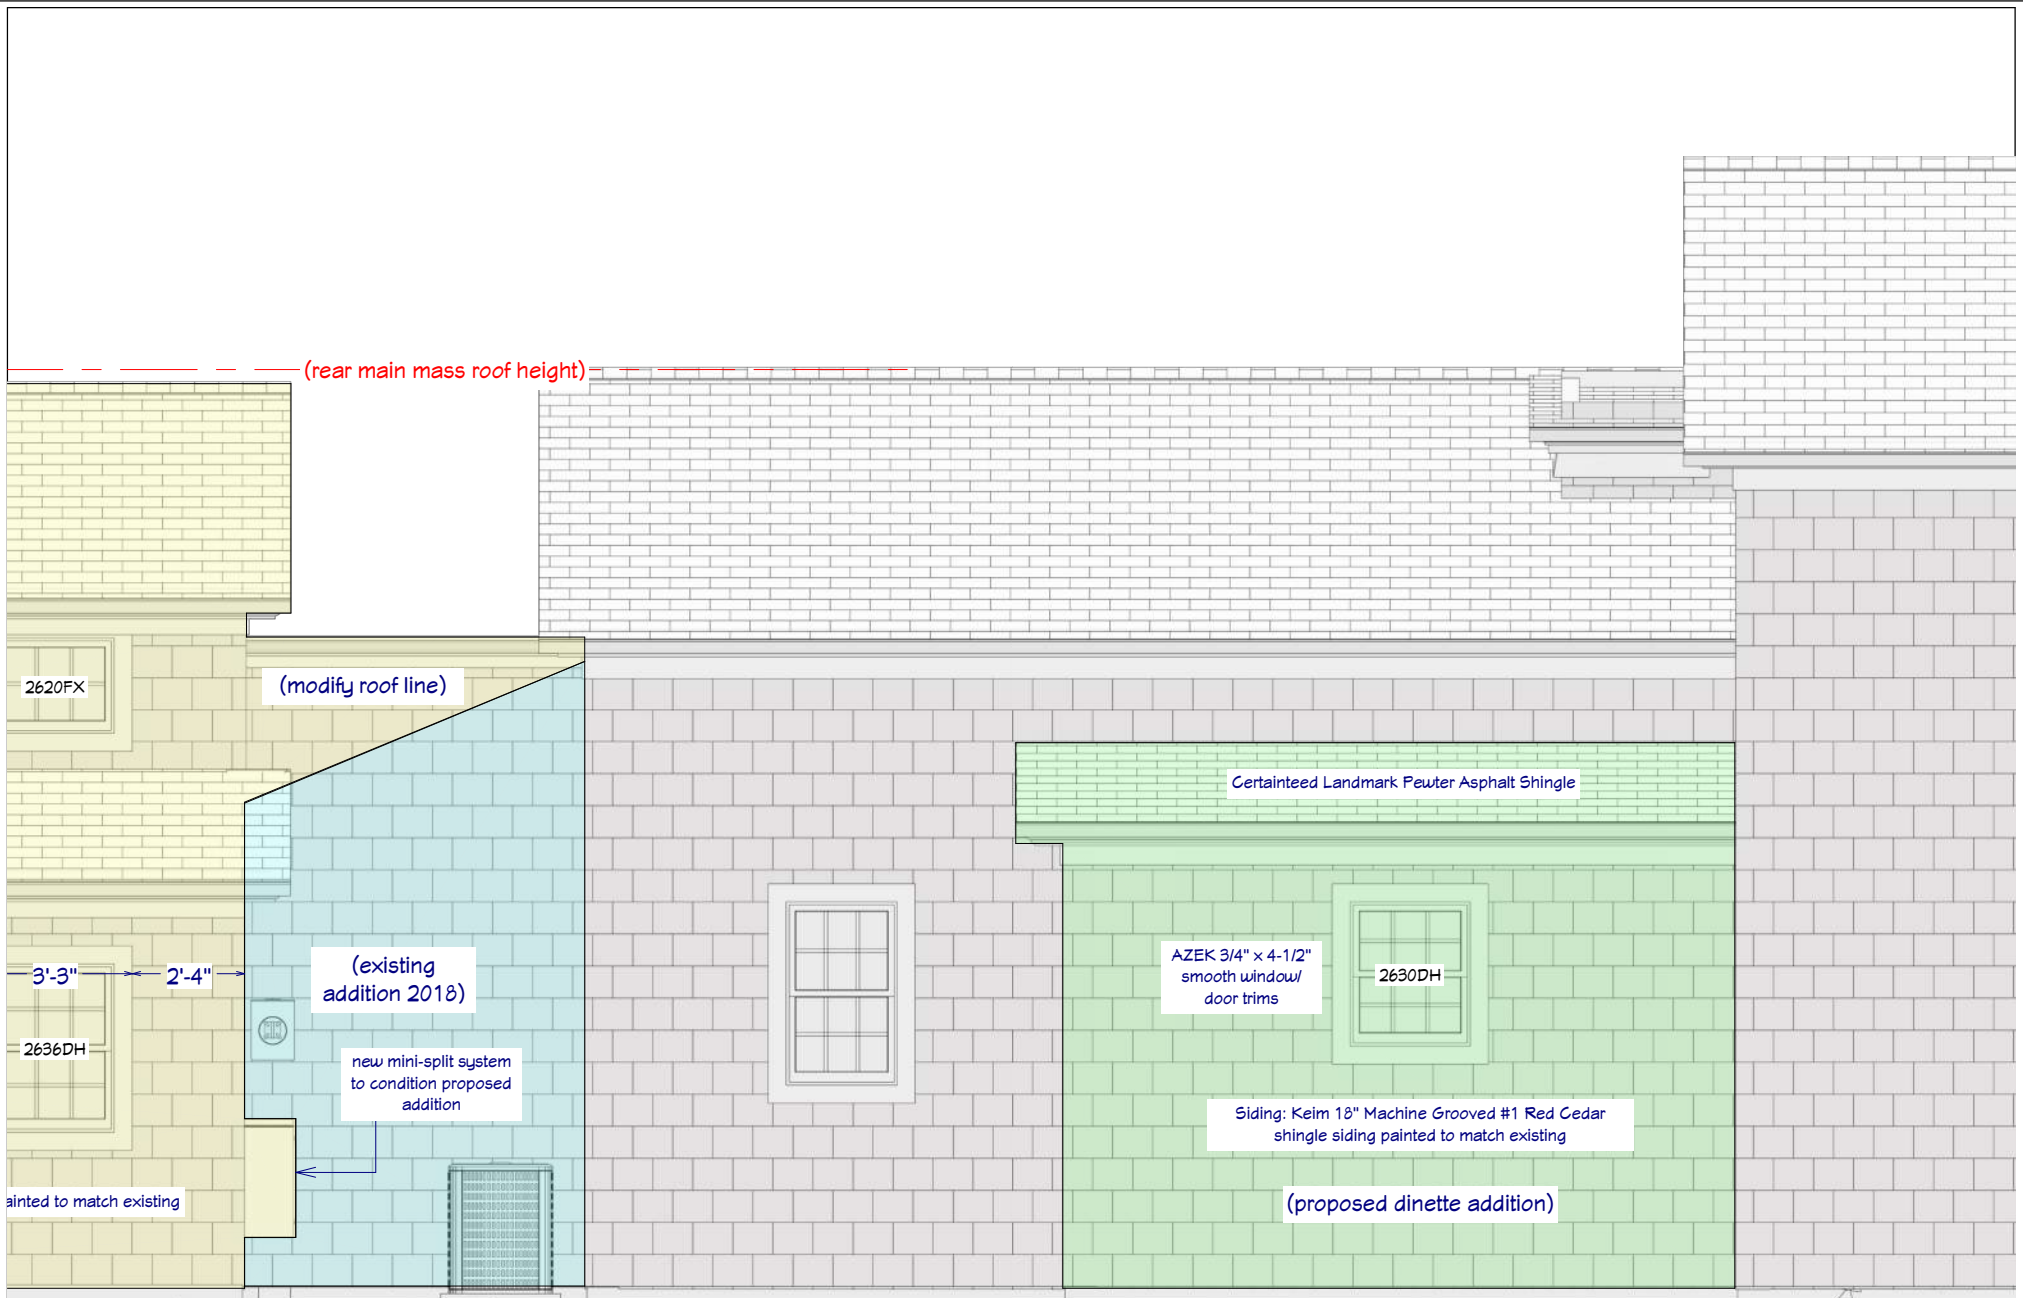 (rear main mass roof height)
2620FX
(modify roof line)
Certainteed Landmark Pewter Asphalt Shingle
3'-3"
2'-4"
(existing
addition 2018)
AZEK 3/4" x 4-1/2"
smooth window/
door trims
2630DH
2636DH
new mini-split system
to condition proposed
addition
Siding: Keim 18" Machine Grooved #1 Red Cedar
shingle siding painted to match existing
ainted to match existing
(proposed dinette addition)